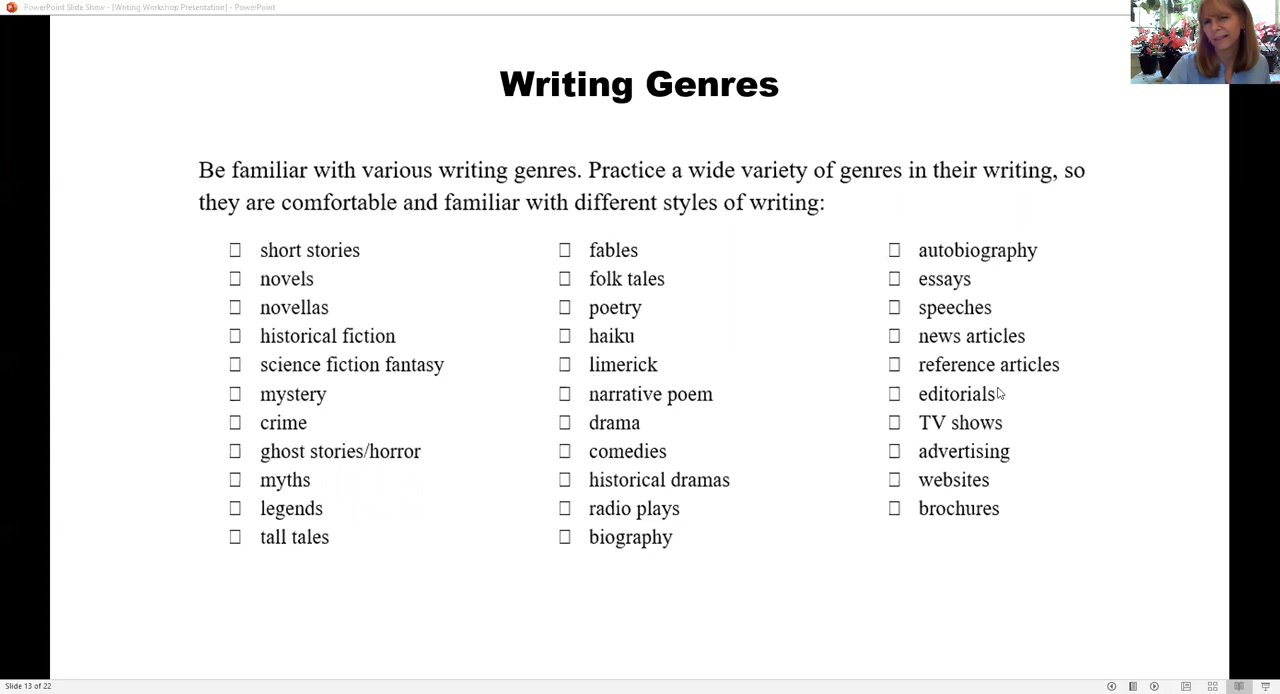 PowerPoint Slide Show - [Writing Workshop Presentation] - PowerPoint
Writing Genres
Be familiar with various writing genres. Practice a wide variety of genres in their writing, so
they are comfortable and familiar with different styles of writing:
short stories
novels
novellas
historical fiction
science fiction fantasy
mystery
crime
ghost stories/horror
myths
legends
tall tales
fables
folk tales
poetry
haiku
limerick
narrative poem
drama
comedies
historical dramas
radio plays
biography
autobiography
essays
speeches
news articles
reference articles
editorials
TV shows
advertising
websites
brochures
Slide 13 of 22